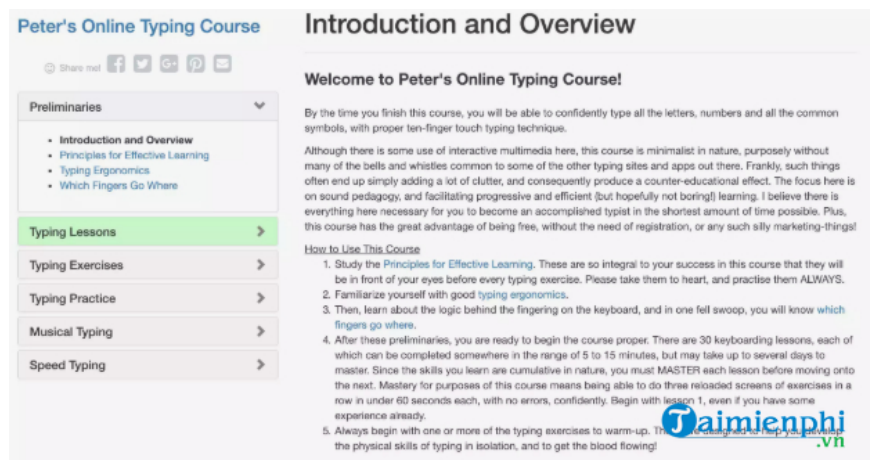 Peter's Online Typing Course
Share me!
Preliminaries
Introduction and Overview
Principles for Effective Learning
Typing Ergonomics
Which Fingers Go Where
Typing Lessons
Typing Exercises
Typing Practice
Musical Typing
Speed Typing
Introduction and Overview
Welcome to Peter's Online Typing Course!
By the time you finish this course, you will be able to confidently type all the letters, numbers and all the common
symbols, with proper ten-finger touch typing technique.
Although there is some use of interactive multimedia here, this course is minimalist in nature, purposely without
many of the bells and whistles common to some of the other typing sites and apps out there. Frankly, such things
often end up simply adding a lot of clutter, and consequently produce a counter-educational effect. The focus here is
on sound pedagogy, and facilitating progressive and efficient (but hopefully not boring!) learning. I believe there is
everything here necessary for you to become an accomplished typist in the shortest amount of time possible. Plus,
this course has the great advantage of being free, without the need of registration, or any such silly marketing-things!
How to Use This Course
1. Study the Principles for Effective Learning. These are so integral to your success in this course that they will
be in front of your eyes before every typing exercise. Please take them to heart, and practise them ALWAYS.
2. Familiarize yourself with good typing ergonomics.
3. Then, learn about the logic behind the fingering on the keyboard, and in one fell swoop, you will know which
fingers go where.
4. After these preliminaries, you are ready to begin the course proper. There are 30 keyboarding lessons, each of
which can be completed somewhere in the range of 5 to 15 minutes, but may take up to several days to
master. Since the skills you learn are cumulative in nature, you must MASTER each lesson before moving onto
the next. Mastery for purposes of this course means being able to do three reloaded screens of exercises in a
row in under 60 seconds each, with no errors, confidently. Begin with lesson 1, even if you have some
experience already.
5. Always begin with one or more of the typing exercises to warm-up. designed to help you develop
the physical skills of typing in isolation, and to get the blood flowing!
Taimienphi
.vn